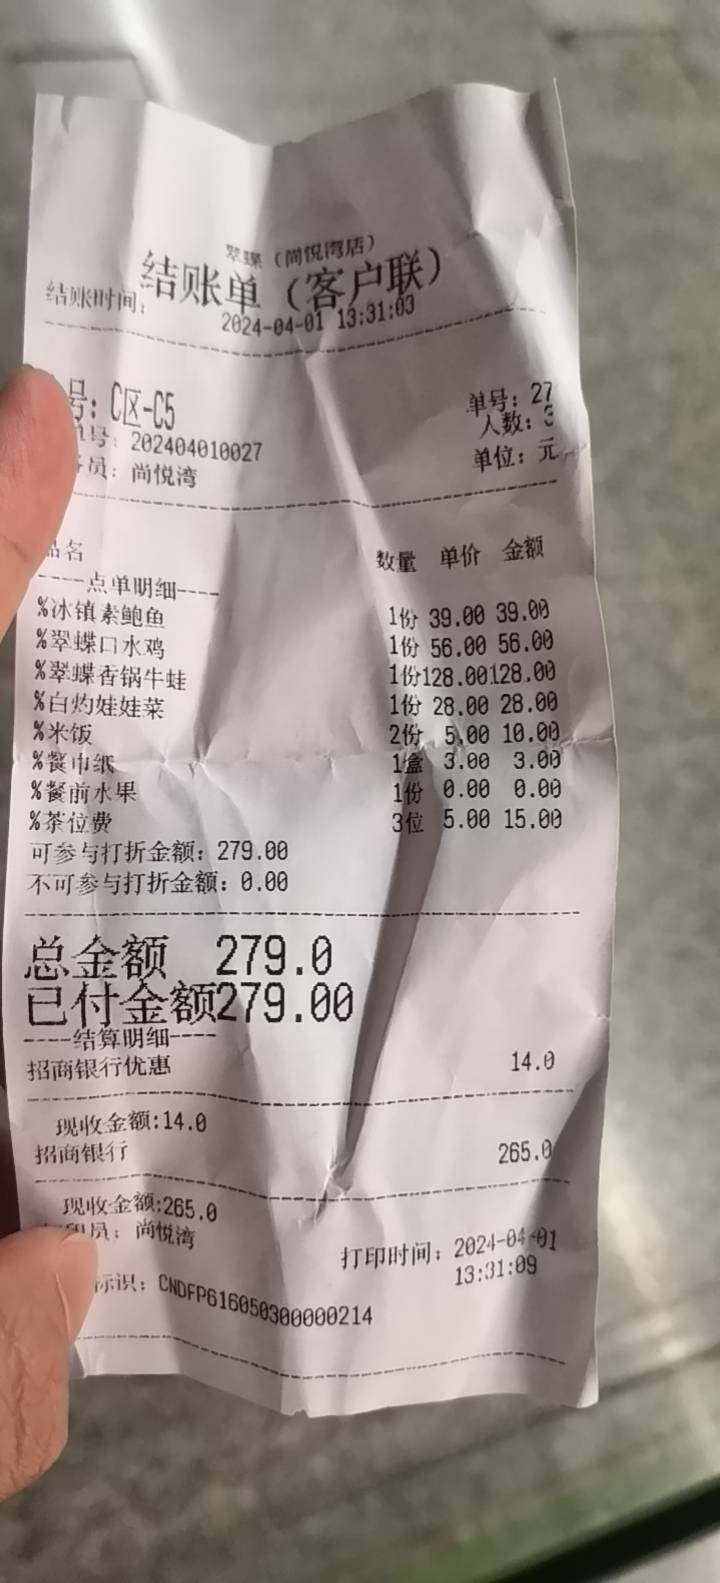 翠蝶（尚悦湾店）
结账单（客户联）
结账时间： 2024-04-01 13:31:03
号：C区-C5 单号：27
单号：202404010027 人数：3
员：尚悦湾 单位：元
品名 数量 单价 金额
----点单明细----
%冰镇素鲍鱼 1份 39.00 39.00
%翠蝶口水鸡 1份 56.00 56.00
%翠蝶香锅牛蛙 1份128.00128.00
%白灼娃娃菜 1份 28.00 28.00
%米饭 2份 5.00 10.00
%餐巾纸 1盒 3.00 3.00
%餐前水果 1份 0.00 0.00
%茶位费 3位 5.00 15.00
可参与打折金额：279.00
不可参与打折金额：0.00
总金额 279.0
已付金额279.00
----结算明细----
招商银行优惠 14.0
现收金额:14.0
招商银行 265.0
现收金额:265.0
印员：尚悦湾 打印时间：2024-04-01
13:31:09
标识：CNDFP616050300000214